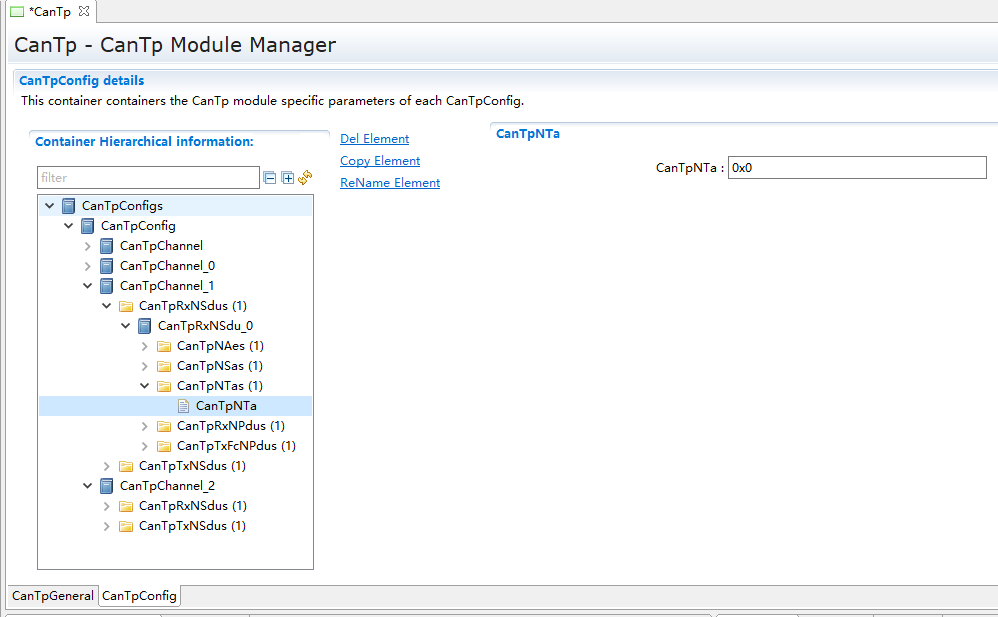 *CanTp
CanTp - CanTp Module Manager
CanTpConfig details
This container containers the CanTp module specific parameters of each CanTpConfig.
Container Hierarchical information:
filter
CanTpConfigs
CanTpConfig
CanTpChannel
CanTpChannel_0
CanTpChannel_1
CanTpRxNSdus (1)
CanTpRxNSdu_0
CanTpNAes (1)
CanTpNSas (1)
CanTpNTas (1)
CanTpNTa
CanTpRxNPdus (1)
CanTpTxFcNPdus (1)
CanTpTxNSdus (1)
CanTpChannel_2
CanTpRxNSdus (1)
CanTpTxNSdus (1)
Del Element
Copy Element
ReName Element
CanTpNTa
CanTpNTa : 0x0
CanTpGeneral CanTpConfig